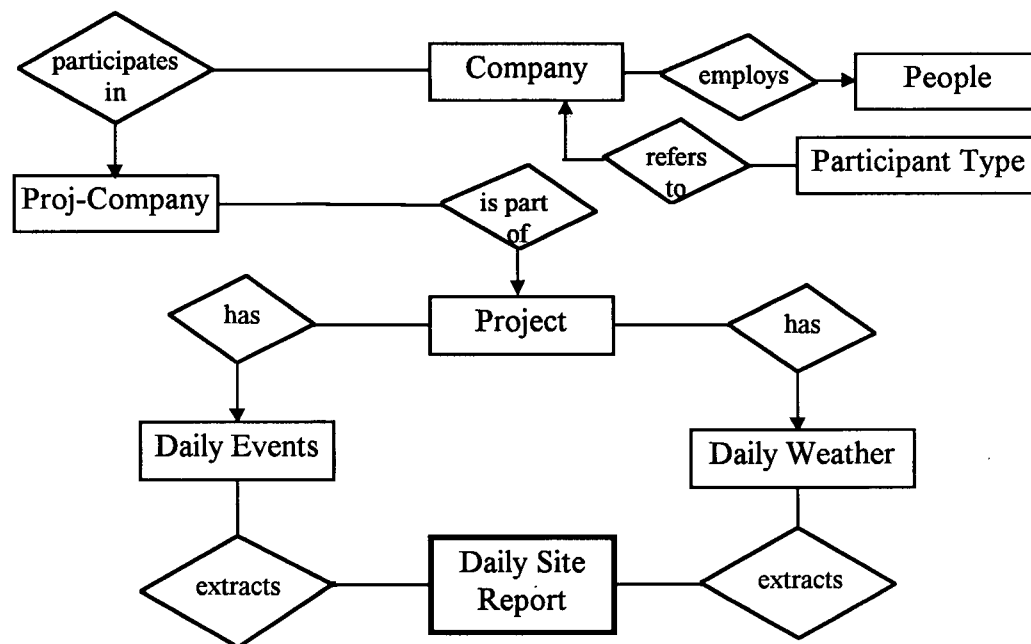 participates
in
Company
employs
People
refers
to
Participant Type
Proj-Company
is part
of
has
Project
has
Daily Events
Daily Weather
extracts
Daily Site
Report
extracts